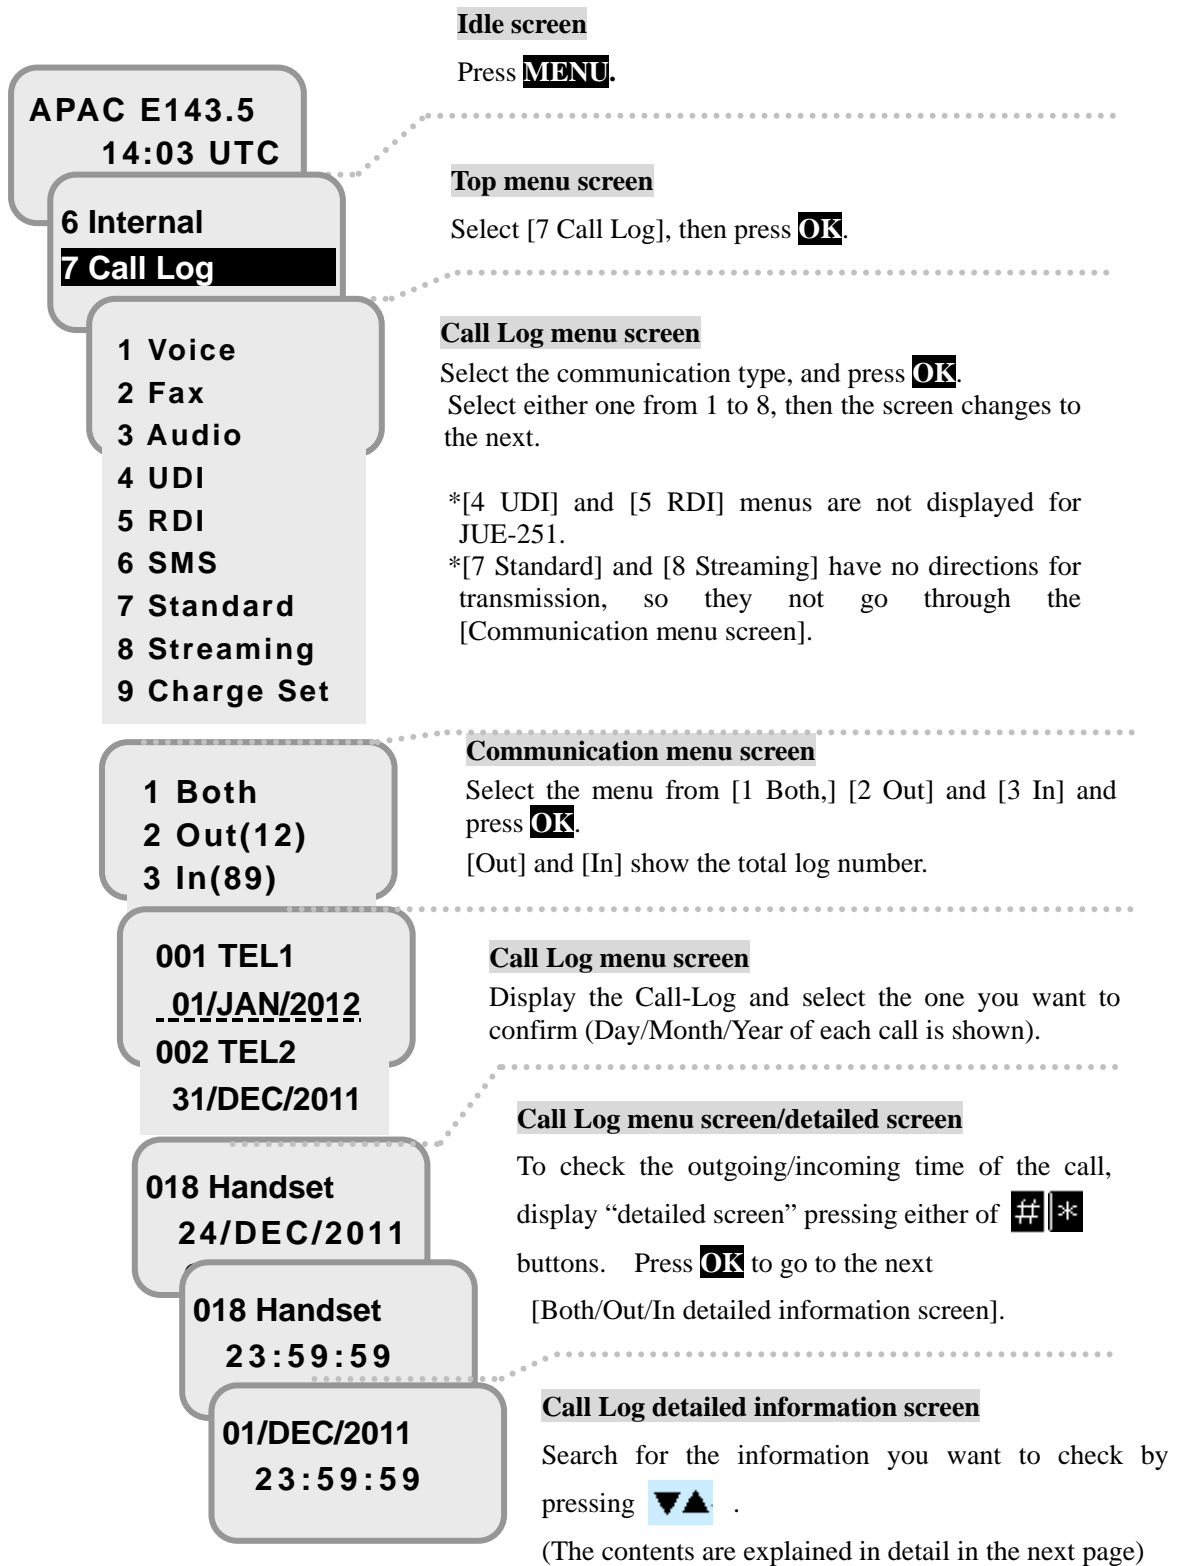 Idle screen
Press MENU.
APAC E143.5
14:03 UTC
Top menu screen
Select [7 Call Log], then press OK.
6 Internal
7 Call Log
Call Log menu screen
Select the communication type, and press OK.
Select either one from 1 to 8, then the screen changes to
the next.
*[4 UDI] and [5 RDI] menus are not displayed for
JUE-251.
*[7 Standard] and [8 Streaming] have no directions for
transmission, so they not go through the
[Communication menu screen].
1 Voice
2 Fax
3 Audio
4 UDI
5 RDI
6 SMS
7 Standard
8 Streaming
9 Charge Set
Communication menu screen
Select the menu from [1 Both,] [2 Out] and [3 In] and
press OK.
[Out] and [In] show the total log number.
1 Both
2 Out(12)
3 In(89)
Call Log menu screen
Display the Call-Log and select the one you want to
confirm (Day/Month/Year of each call is shown).
001 TEL1
01/JAN/2012
002 TEL2
31/DEC/2011
Call Log menu screen/detailed screen
To check the outgoing/incoming time of the call,
display “detailed screen” pressing either of # *
buttons. Press OK to go to the next
[Both/Out/In detailed information screen].
018 Handset
24/DEC/2011
018 Handset
23:59:59
Call Log detailed information screen
Search for the information you want to check by
pressing ▼▲ .
(The contents are explained in detail in the next page)
01/DEC/2011
23:59:59